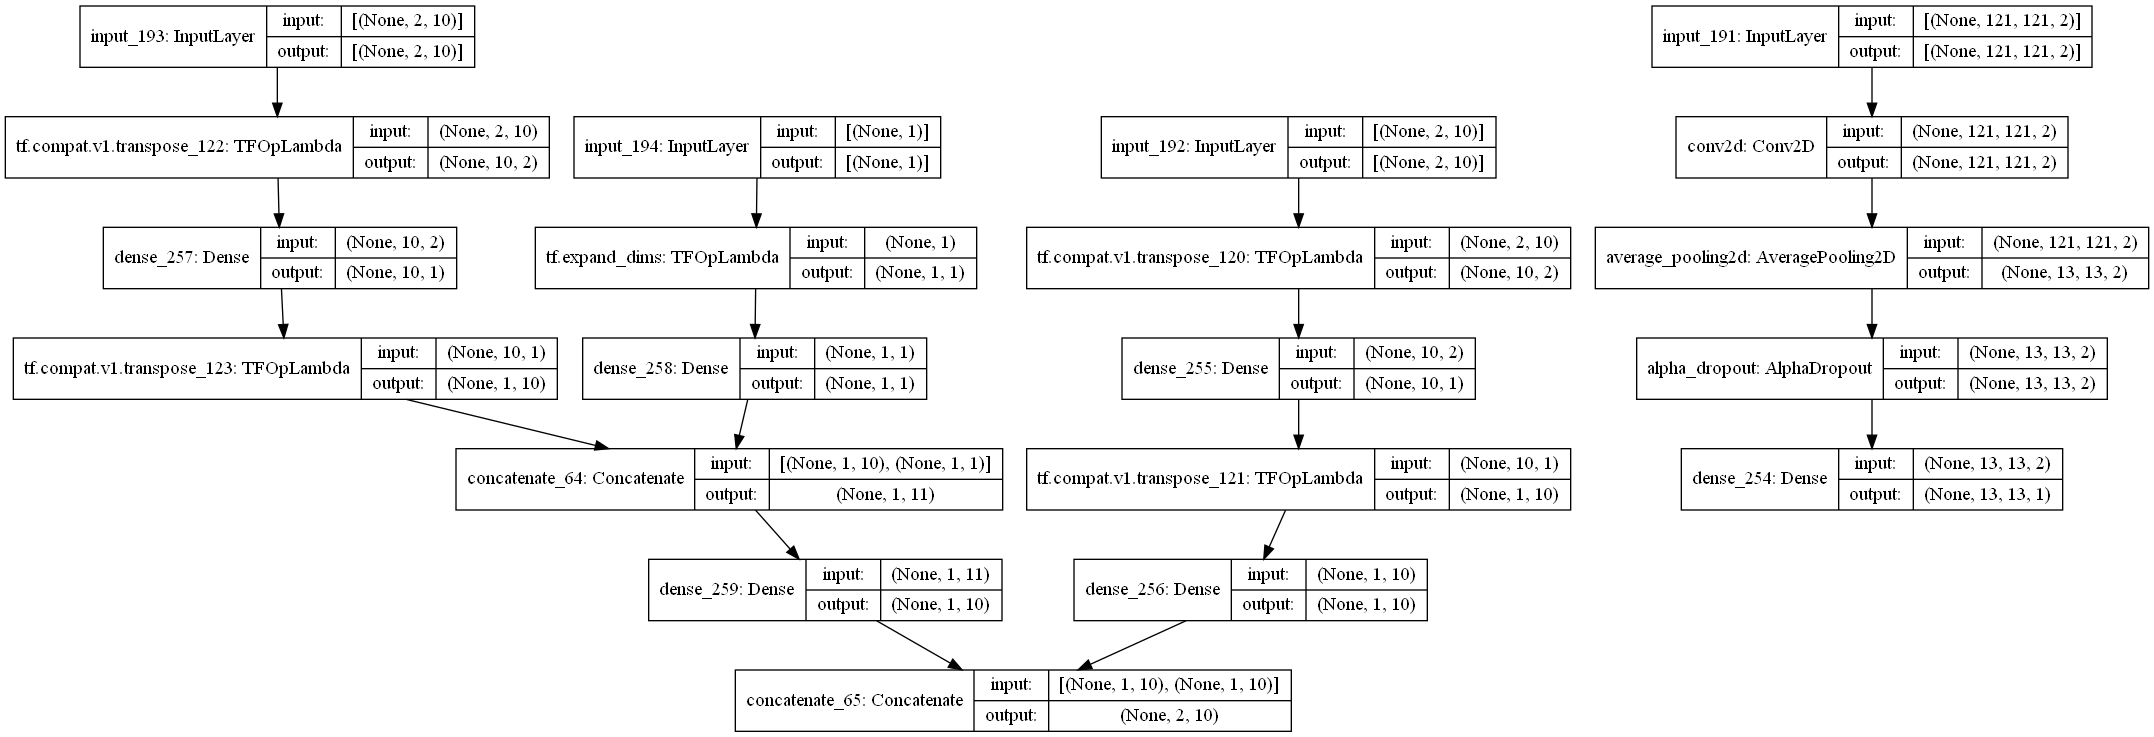 input_193: InputLayer
input: [(None, 2, 10)]
output: [(None, 2, 10)]
input_191: InputLayer
input: [(None, 121, 121, 2)]
output: [(None, 121, 121, 2)]
tf.compat.v1.transpose_122: TFOpLambda
input: (None, 2, 10)
output: (None, 10, 2)
input_194: InputLayer
input: [(None, 1)]
output: [(None, 1)]
input_192: InputLayer
input: [(None, 2, 10)]
output: [(None, 2, 10)]
conv2d: Conv2D
input: (None, 121, 121, 2)
output: (None, 121, 121, 2)
dense_257: Dense
input: (None, 10, 2)
output: (None, 10, 1)
tf.expand_dims: TFOpLambda
input: (None, 1)
output: (None, 1, 1)
tf.compat.v1.transpose_120: TFOpLambda
input: (None, 2, 10)
output: (None, 10, 2)
average_pooling2d: AveragePooling2D
input: (None, 121, 121, 2)
output: (None, 13, 13, 2)
tf.compat.v1.transpose_123: TFOpLambda
input: (None, 10, 1)
output: (None, 1, 10)
dense_258: Dense
input: (None, 1, 1)
output: (None, 1, 1)
dense_255: Dense
input: (None, 10, 2)
output: (None, 10, 1)
alpha_dropout: AlphaDropout
input: (None, 13, 13, 2)
output: (None, 13, 13, 2)
concatenate_64: Concatenate
input: [(None, 1, 10), (None, 1, 1)]
output: (None, 1, 11)
tf.compat.v1.transpose_121: TFOpLambda
input: (None, 10, 1)
output: (None, 1, 10)
dense_254: Dense
input: (None, 13, 13, 2)
output: (None, 13, 13, 1)
dense_259: Dense
input: (None, 1, 11)
output: (None, 1, 10)
dense_256: Dense
input: (None, 1, 10)
output: (None, 1, 10)
concatenate_65: Concatenate
input: [(None, 1, 10), (None, 1, 10)]
output: (None, 2, 10)